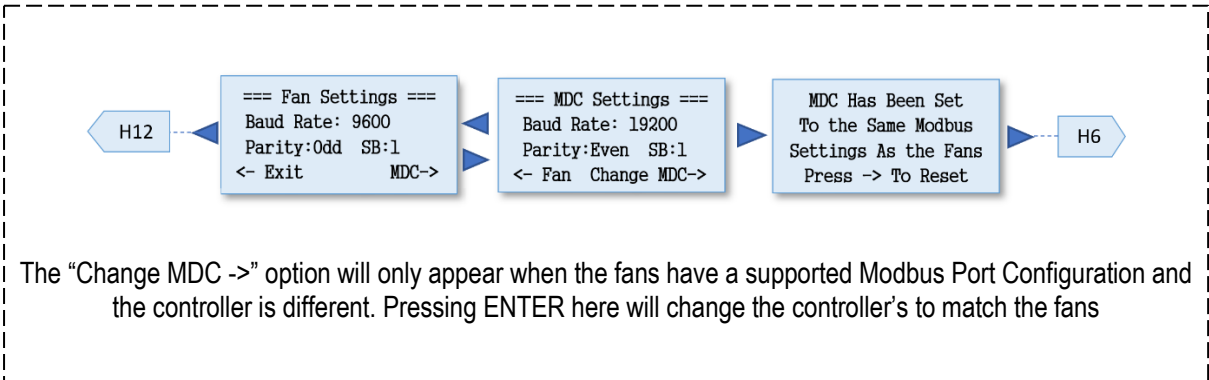 H12
=== Fan Settings ===
Baud Rate: 9600
Parity:Odd SB:1
<- Exit MDC->
=== MDC Settings ===
Baud Rate: 19200
Parity:Even SB:1
<- Fan Change MDC->
MDC Has Been Set
To the Same Modbus
Settings As the Fans
Press -> To Reset
H6
The “Change MDC ->” option will only appear when the fans have a supported Modbus Port Configuration and
the controller is different. Pressing ENTER here will change the controller’s to match the fans